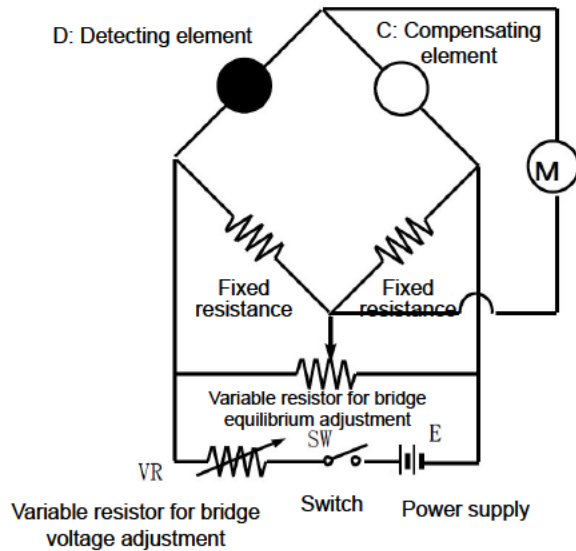 D: Detecting element
C: Compensating
element
M
Fixed
resistance
Fixed
resistance
Variable resistor for bridge
equilibrium adjustment
SW
E
VR
Switch
Power supply
Variable resistor for bridge
voltage adjustment